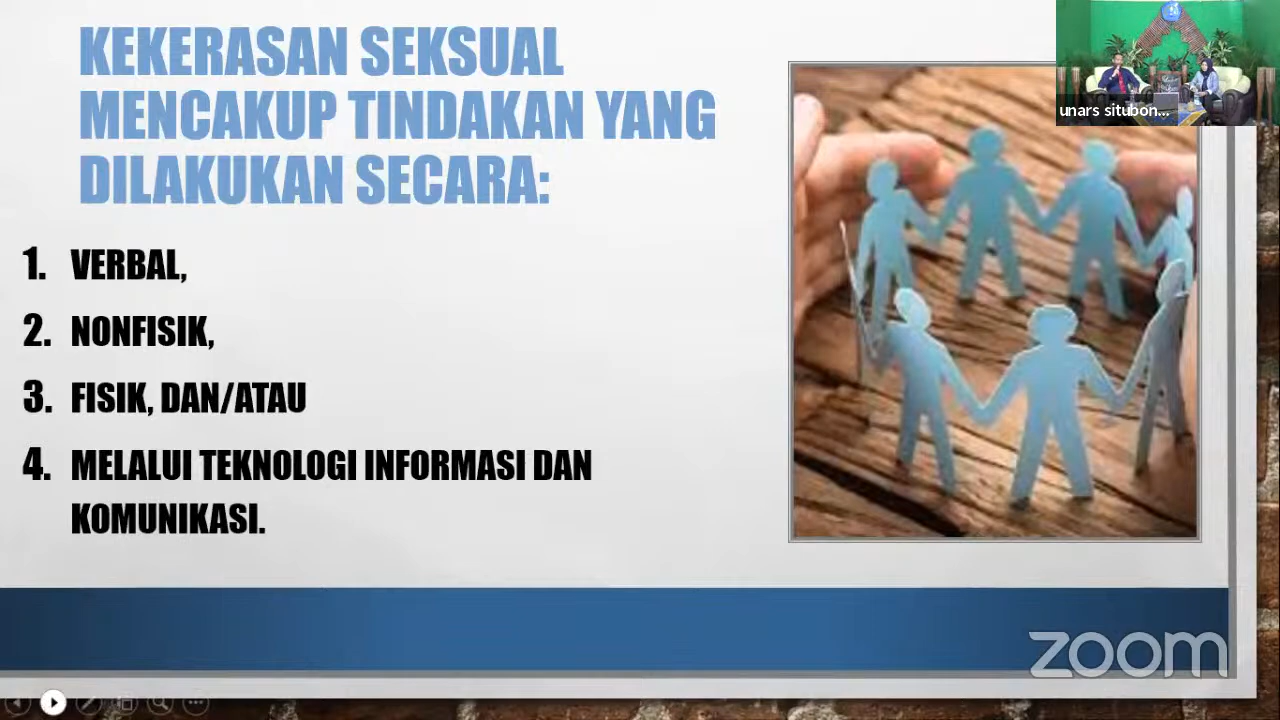 KEKERASAN SEKSUAL
MENCAKUP TINDAKAN YANG
DILAKUKAN SECARA:
1. VERBAL,
2. NONFISIK,
3. FISIK, DAN/ATAU
4. MELALUI TEKNOLOGI INFORMASI DAN
KOMUNIKASI.
unars situbon...
zoom